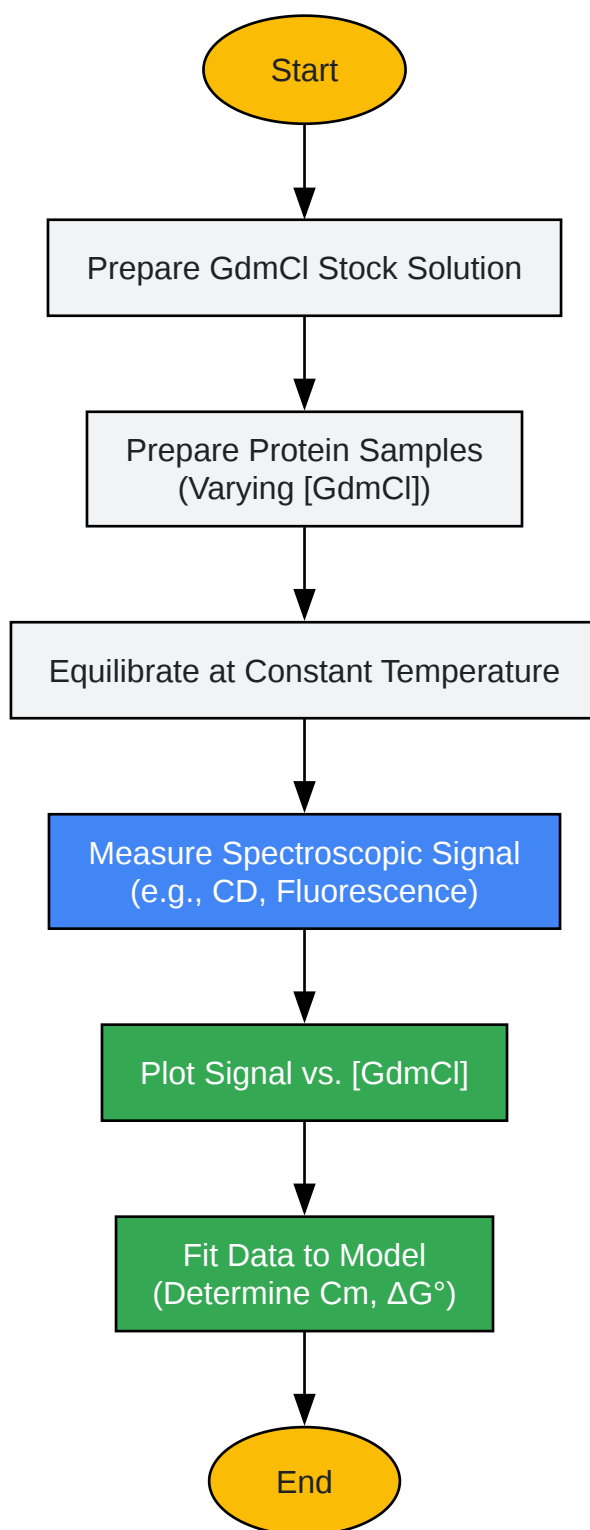 Start
Prepare GdmCl Stock Solution
Prepare Protein Samples
(Varying [GdmCl])
Equilibrate at Constant Temperature
Measure Spectroscopic Signal
(e.g., CD, Fluorescence)
Plot Signal vs. [GdmCl]
Fit Data to Model
(Determine Cm, ΔG°)
End